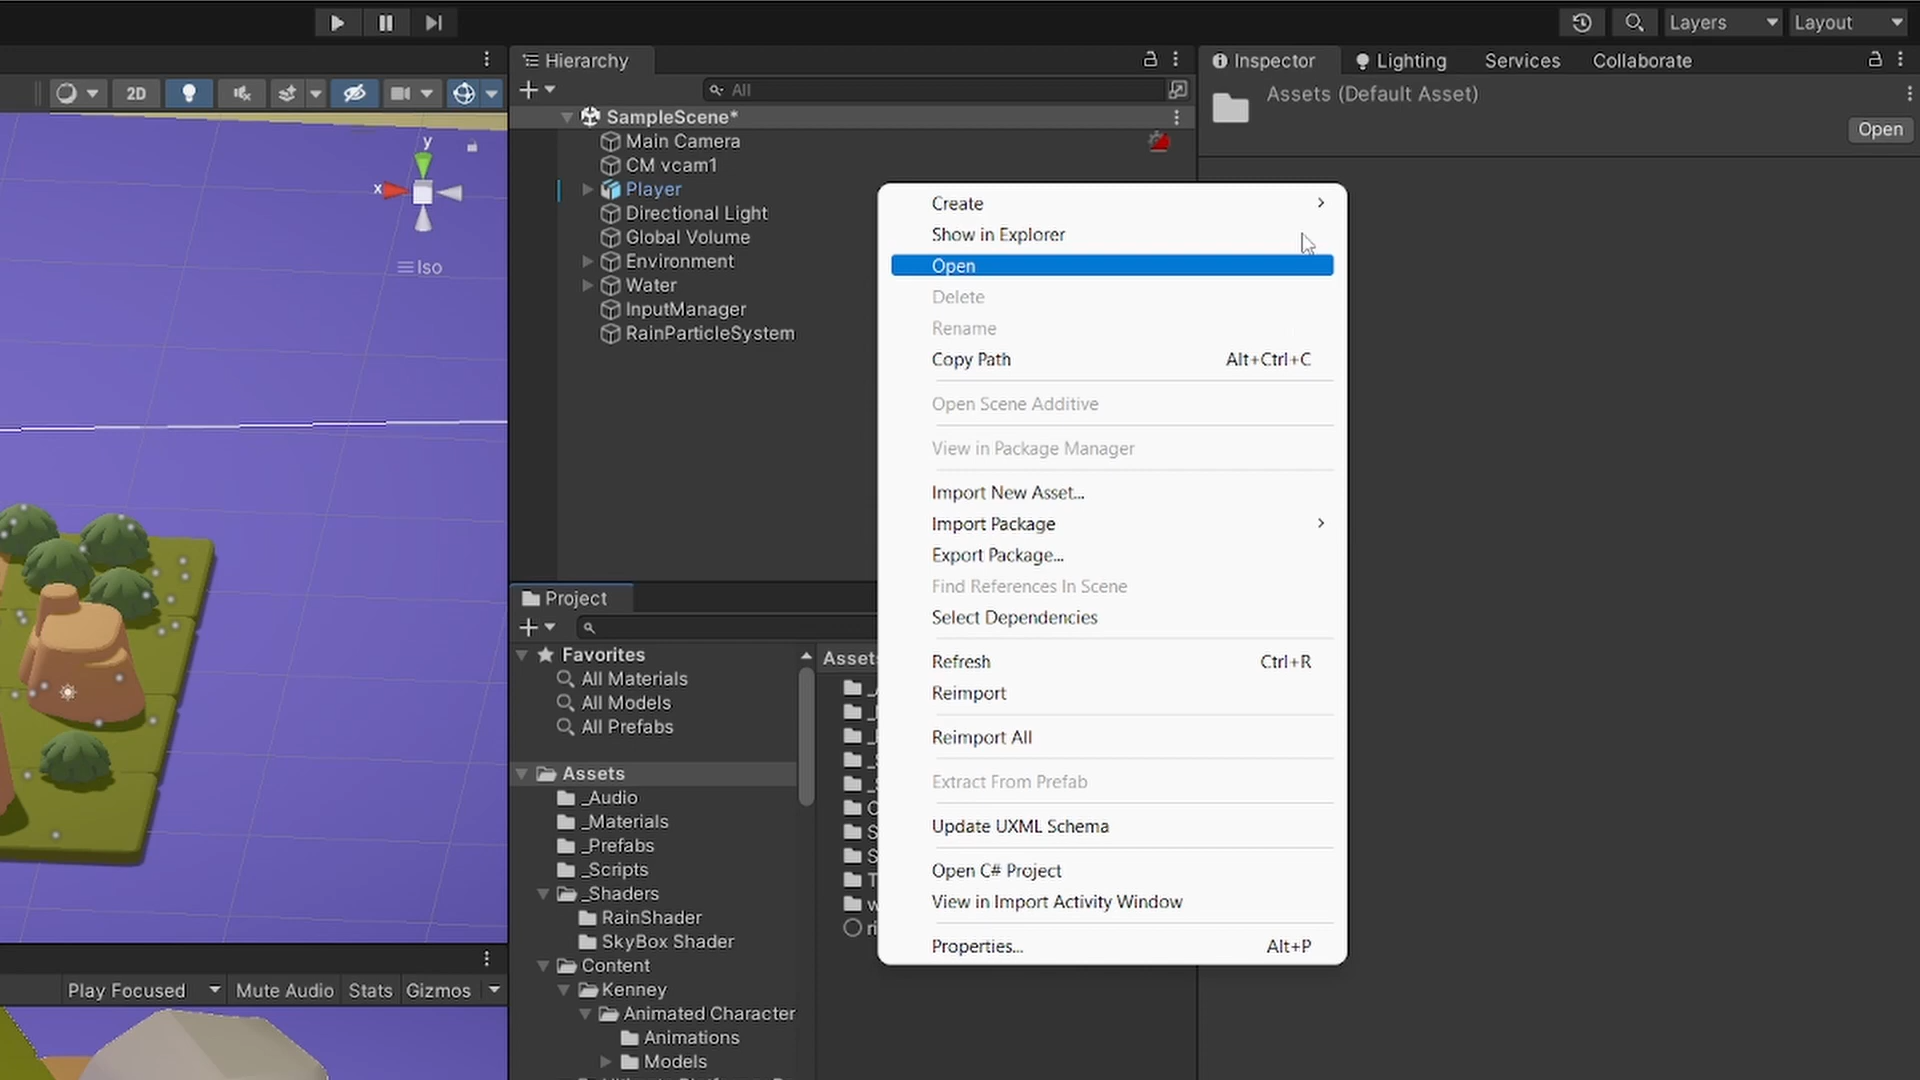 Layers
Layout
Hierarchy
Inspector
Lighting
Services
Collaborate
2D
All
Assets (Default Asset)
Open
SampleScene*
Main Camera
CM vcam1
Player
Directional Light
Global Volume
Environment
Water
InputManager
RainParticleSystem
y
x
Iso
Create
Show in Explorer
Open
Delete
Rename
Copy Path Alt+Ctrl+C
Open Scene Additive
View in Package Manager
Import New Asset...
Import Package
Export Package...
Find References In Scene
Select Dependencies
Refresh Ctrl+R
Reimport
Reimport All
Extract From Prefab
Update UXML Schema
Open C# Project
View in Import Activity Window
Properties... Alt+P
Project
Favorites
All Materials
All Models
All Prefabs
Assets
_Audio
_Materials
_Prefabs
_Scripts
_Shaders
RainShader
SkyBox Shader
Content
Kenney
Animated Character
Animations
Models
Assets
Play Focused
Mute Audio
Stats
Gizmos